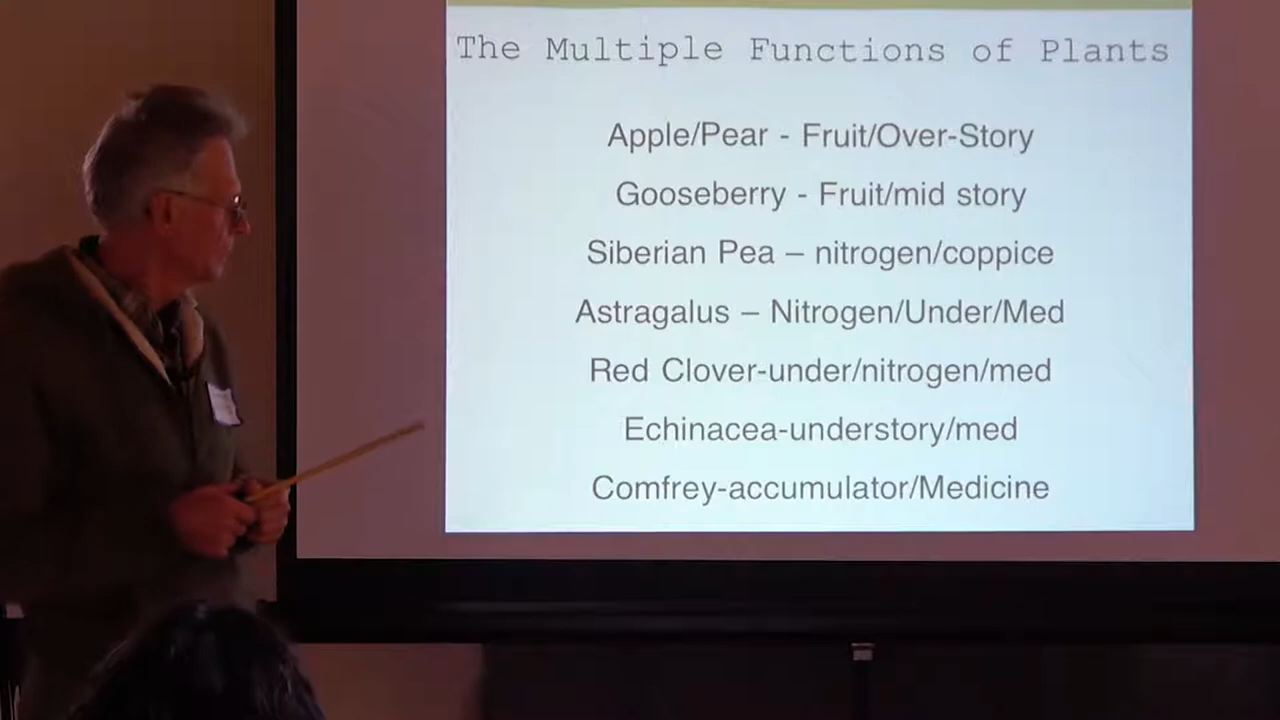 The Multiple Functions of Plants
Apple/Pear - Fruit/Over-Story
Gooseberry - Fruit/mid story
Siberian Pea – nitrogen/coppice
Astragalus – Nitrogen/Under/Med
Red Clover-under/nitrogen/med
Echinacea-understory/med
Comfrey-accumulator/Medicine